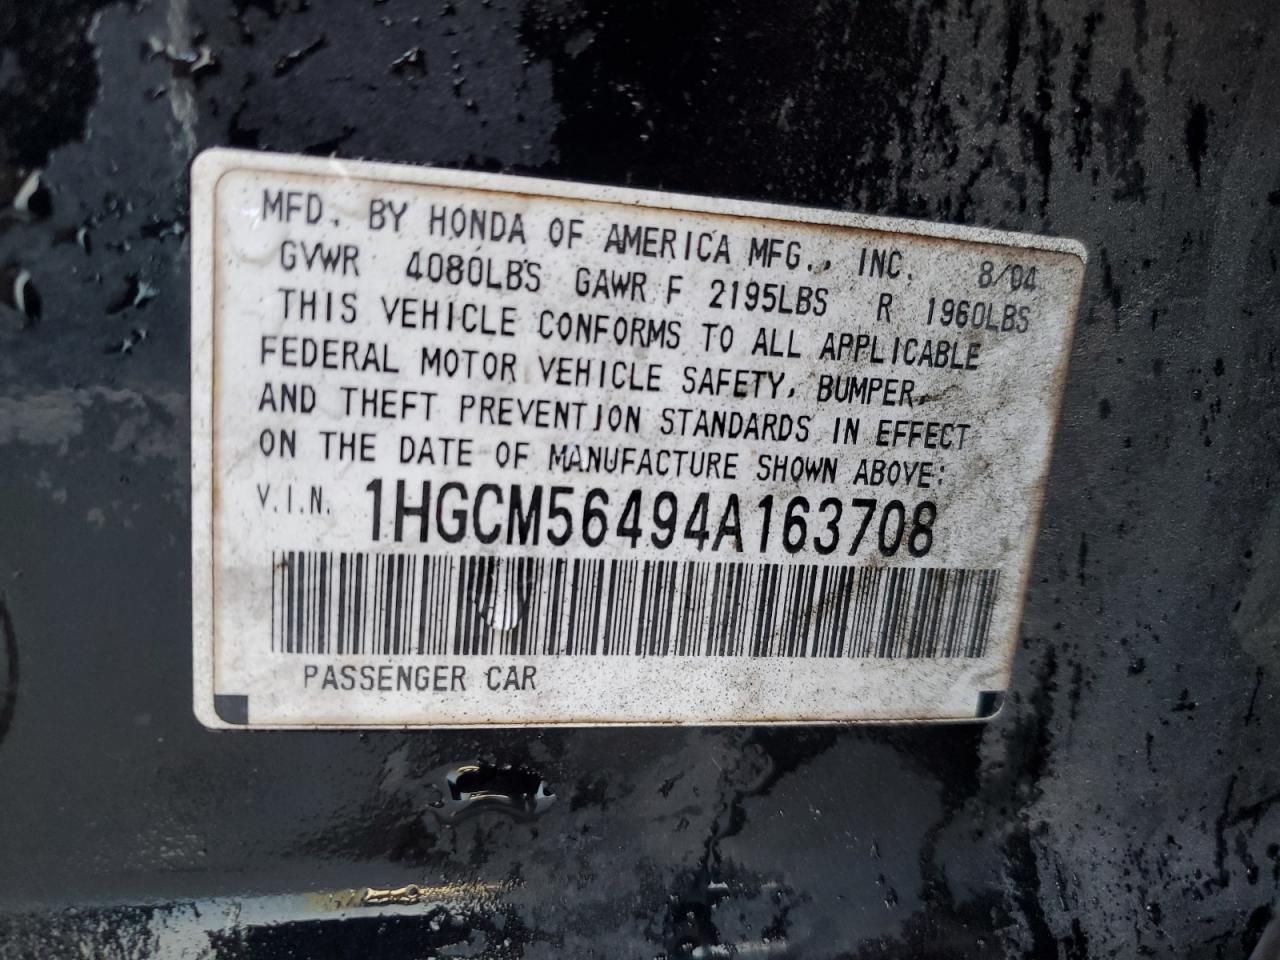 MFD. BY HONDA OF AMERICA MFG., INC. 8/04
GVWR 4080LBS GAWR F 2195LBS R 1960LBS
THIS VEHICLE CONFORMS TO ALL APPLICABLE
FEDERAL MOTOR VEHICLE SAFETY, BUMPER,
AND THEFT PREVENTION STANDARDS IN EFFECT
ON THE DATE OF MANUFACTURE SHOWN ABOVE:
V.I.N. 1HGCM56494A163708
PASSENGER CAR